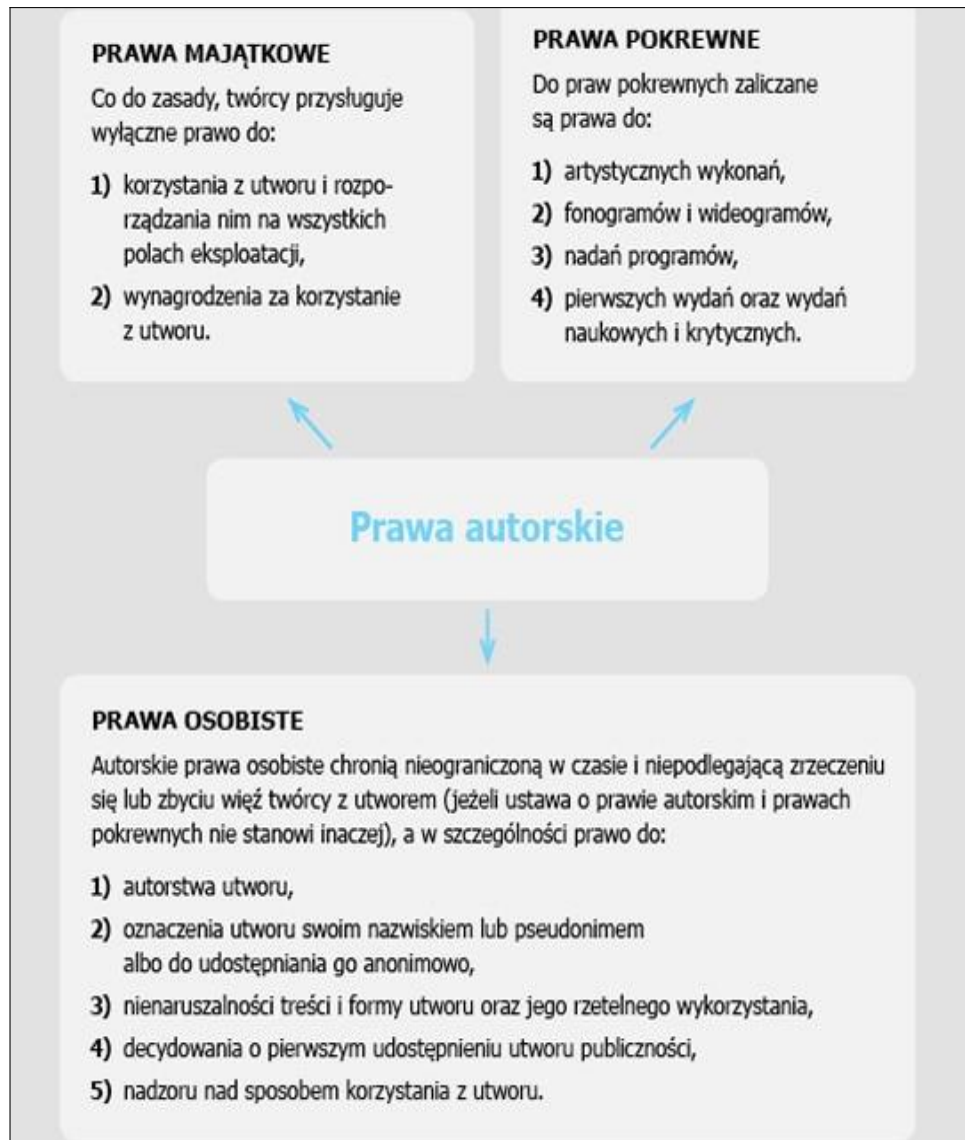 PRAWA MAJĄTKOWE
Co do zasady, twórcy przysługuje
wyłączne prawo do:
1) korzystania z utworu i rozpo-
rządzania nim na wszystkich
polach eksploatacji,
2) wynagrodzenia za korzystanie
z utworu.
PRAWA POKREWNE
Do praw pokrewnych zaliczane
są prawa do:
1) artystycznych wykonań,
2) fonogramów i wideogramów,
3) nadań programów,
4) pierwszych wydań oraz wydań
naukowych i krytycznych.
Prawa autorskie
PRAWA OSOBISTE
Autorskie prawa osobiste chronią nieograniczoną w czasie i niepodlegającą zrzeczeniu
się lub zbyciu więź twórcy z utworem (jeżeli ustawa o prawie autorskim i prawach
pokrewnych nie stanowi inaczej), a w szczególności prawo do:
1) autorstwa utworu,
2) oznaczenia utworu swoim nazwiskiem lub pseudonimem
albo do udostępniania go anonimowo,
3) nienaruszalności treści i formy utworu oraz jego rzetelnego wykorzystania,
4) decydowania o pierwszym udostępnieniu utworu publiczności,
5) nadzoru nad sposobem korzystania z utworu.